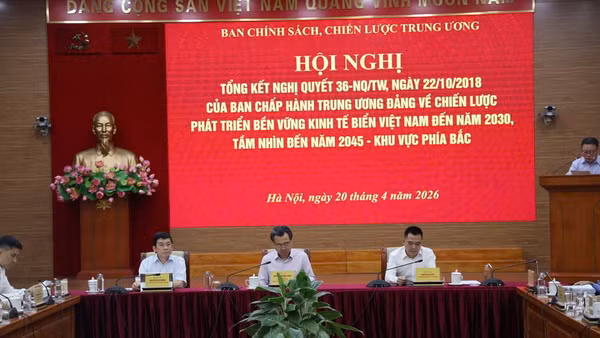 ĐẢNG CỘNG SẢN VIỆT NAM QUANG VINH MUÔN NĂM
BAN CHÍNH SÁCH, CHIẾN LƯỢC TRUNG ƯƠNG
HỘI NGHỊ
TỔNG KẾT NGHỊ QUYẾT 36-NQ/TW, NGÀY 22/10/2018
CỦA BAN CHẤP HÀNH TRUNG ƯƠNG ĐẢNG VỀ CHIẾN LƯỢC
PHÁT TRIỂN BỀN VỮNG KINH TẾ BIỂN VIỆT NAM ĐẾN NĂM 2030,
TẦM NHÌN ĐẾN NĂM 2045 - KHU VỰC PHÍA BẮC
Hà Nội, ngày 20 tháng 4 năm 2026